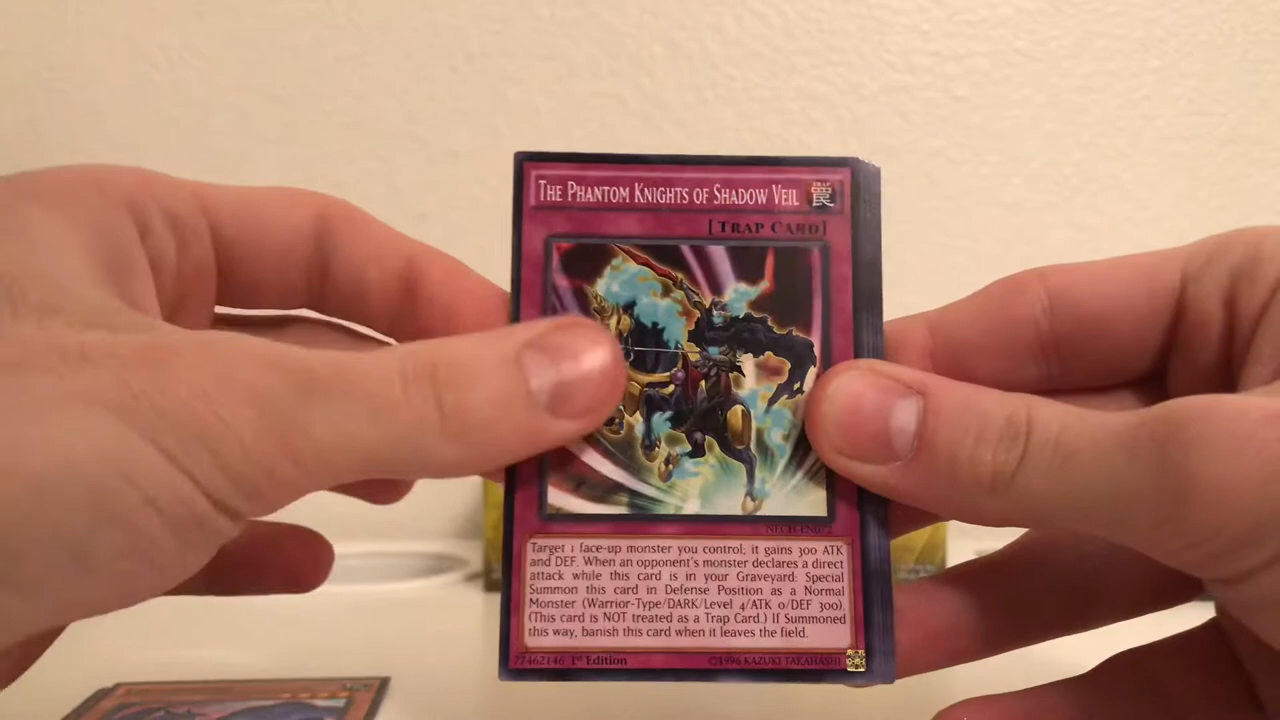 THE PHANTOM KNIGHTS OF SHADOW VEIL
TRAP
罠
[TRAP CARD]
NECH-EN072
Target 1 face-up monster you control; it gains 300 ATK
and DEF. When an opponent's monster declares a direct
attack while this card is in your Graveyard: Special
Summon this card in Defense Position as a Normal
Monster (Warrior-Type/DARK/Level 4/ATK 0/DEF 300).
(This card is NOT treated as a Trap Card.) If Summoned
this way, banish this card when it leaves the field.
77462146 1st Edition ©1996 KAZUKI TAKAHASHI